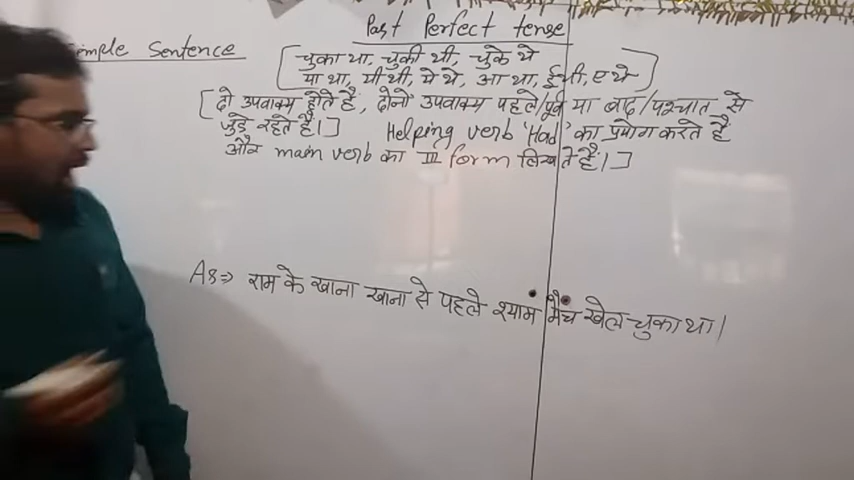 Past Perfect tense
Simple Sentence
[चुका था, चुकी थी, चुके थे
या था, यी थी, ये थे, आ था, ई थी, ए थे]
[दो उपवाक्य होते है, दोनों उपवाक्य पहले/पूर्व या बाद/पश्चात से
जुड़े रहते है।] Helping verb 'Had' का प्रयोग करते है
और main verb का III form लिखते है।]
As⇒ राम के खाना खाना से पहले श्याम मैच खेल चुका था।